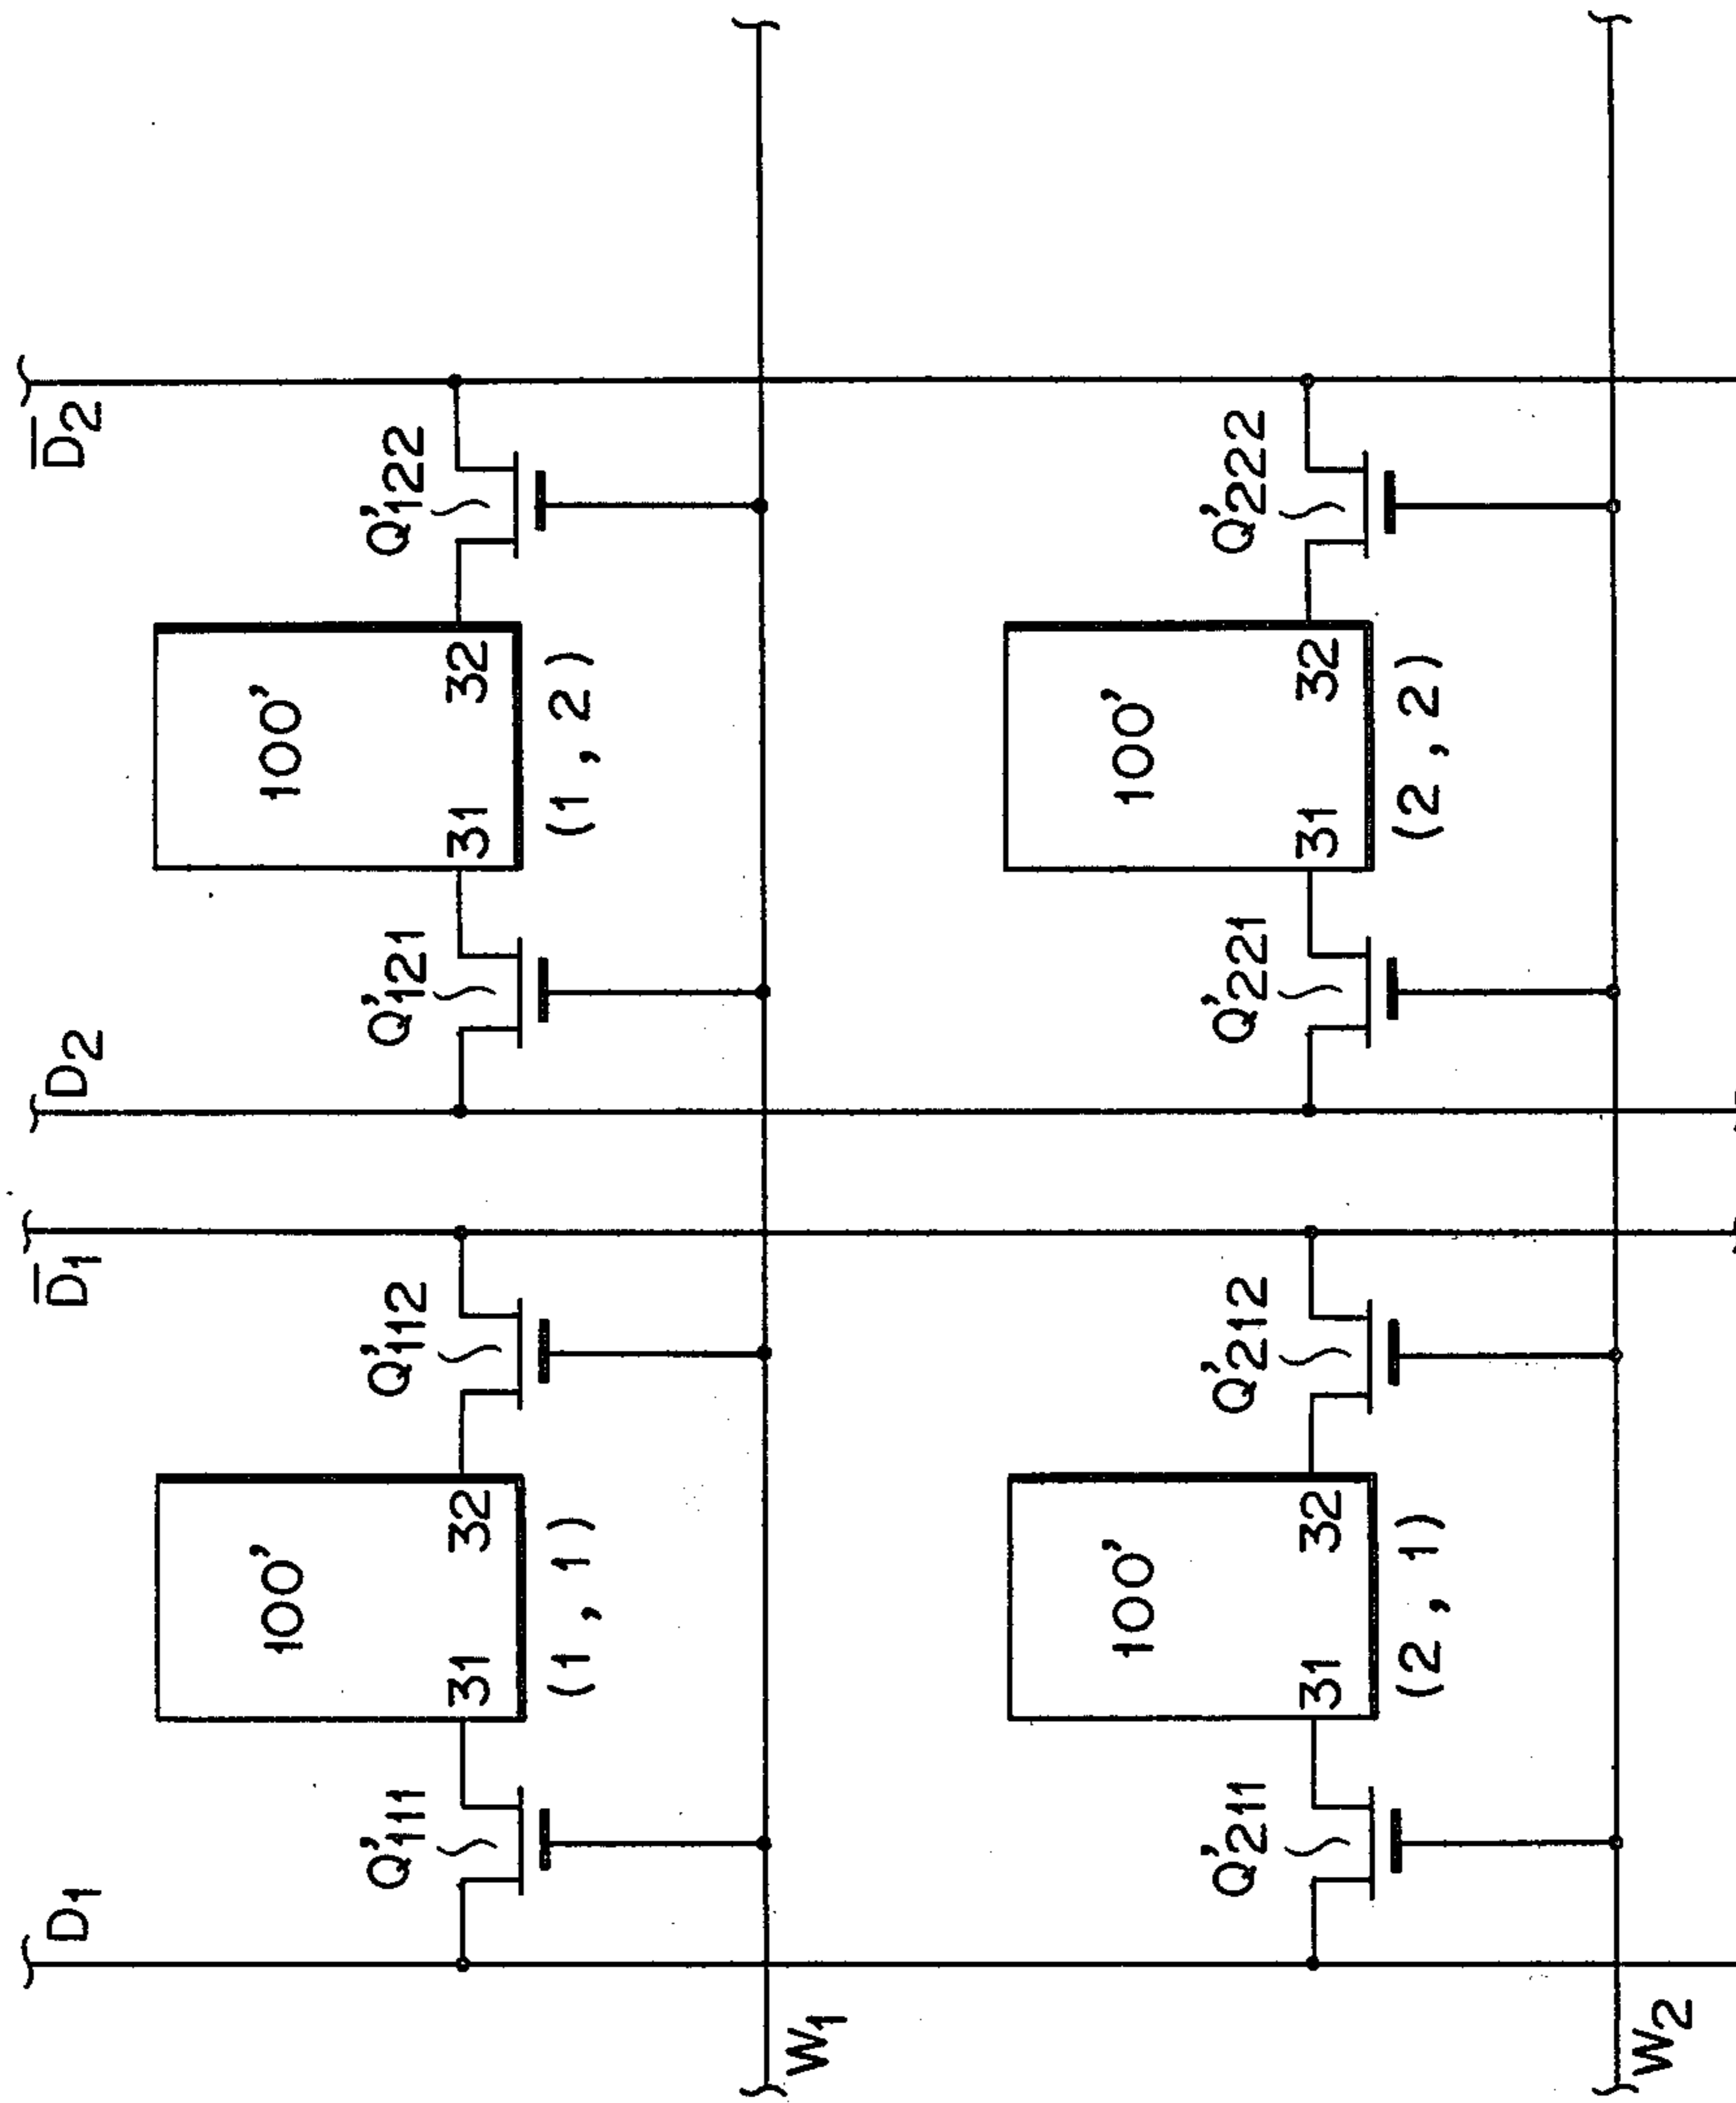 D1
D̅1
D2
D̅2
Q'111
100'
Q'112
Q'121
100'
Q'122
31
32
31
32
(1, 1)
(1, 2)
W1
Q'211
100'
Q'212
Q'221
100'
Q'222
31
32
31
32
(2, 1)
(2, 2)
W2